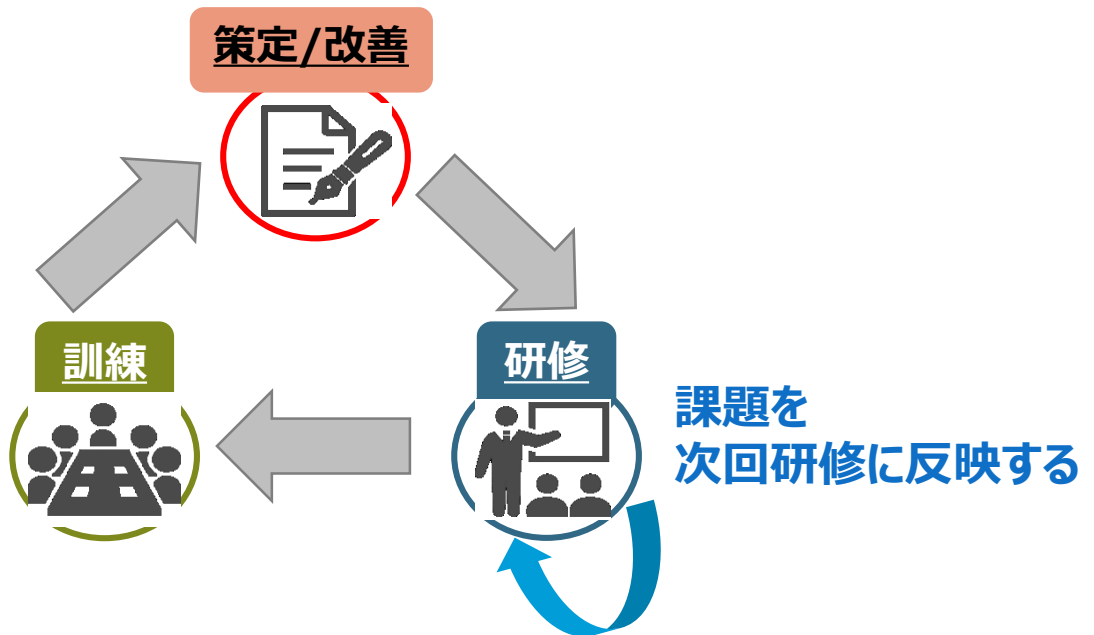 策定/改善
訓練
研修
課題を
次回研修に反映する